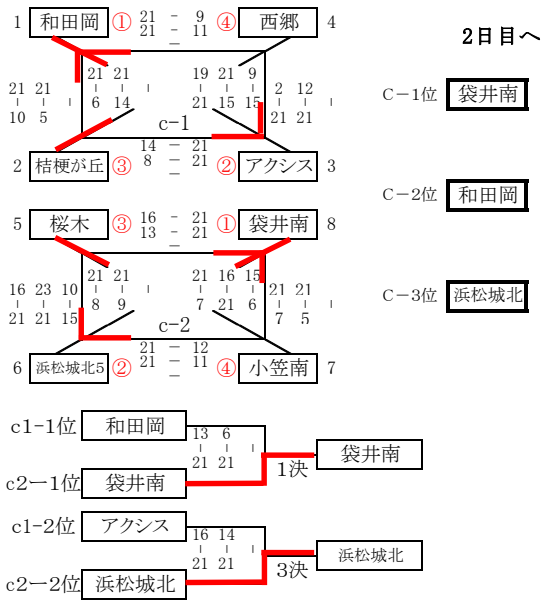 1 和田岡 ① 21 - 9 ④ 西郷 4
21 - 11
－
2日目へ
21 21　21 21　19 21 9　2 12
- - -　- - -　- - -　- - -
10 5　6 14　21 15 15　21 21
C－1位 袋井南
c-1
14 - 21
2 桔梗が丘 ③ 8 - 21 ② アクシス 3
－
C－2位 和田岡
5 桜木 ③ 16 - 21 ① 袋井南 8
13 - 21
－
21 21　21 16 15
- - -　- - -
8 9　7 21 6
16 23 10　21 21
- - -　- - -
21 21 15　7 5
C－3位 浜松城北
c-2
21 - 12
6 浜松城北5 ② 21 - 11 ④ 小笠南 7
－
c1-1位 和田岡
13 6
- - -
21 21
1決 袋井南
c2ー1位 袋井南
c1-2位 アクシス
16 14
- - -
21 21
3決 浜松城北
c2ー2位 浜松城北